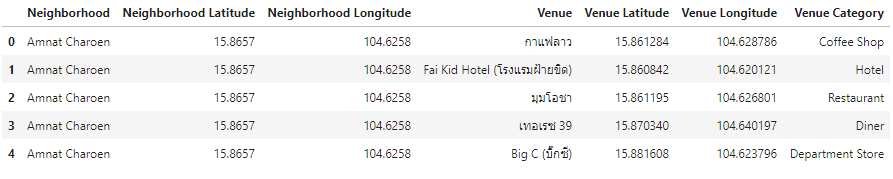 Neighborhood Neighborhood Latitude Neighborhood Longitude Venue Venue Latitude Venue Longitude Venue Category
0 Amnat Charoen 15.8657 104.6258 กาแฟลาว 15.861284 104.628786 Coffee Shop
1 Amnat Charoen 15.8657 104.6258 Fai Kid Hotel (โรงแรมฝ้ายขิด) 15.860842 104.620121 Hotel
2 Amnat Charoen 15.8657 104.6258 มุมโอชา 15.861195 104.626801 Restaurant
3 Amnat Charoen 15.8657 104.6258 เทอเรซ 39 15.870340 104.640197 Diner
4 Amnat Charoen 15.8657 104.6258 Big C (บิ๊กซี) 15.881608 104.623796 Department Store